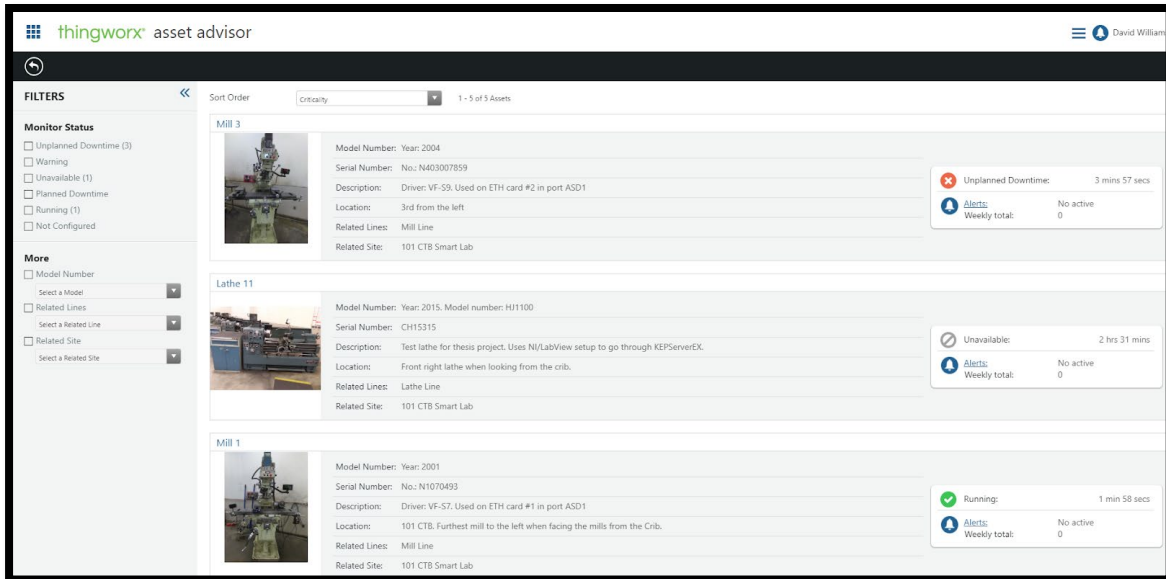 thingworx asset advisor
David William
FILTERS
Monitor Status
Unplanned Downtime (3)
Warning
Unavailable (1)
Planned Downtime
Running (1)
Not Configured
More
Model Number
Select a Model
Related Lines
Select a Related Line
Related Site
Select a Related Site
Sort Order Criticality 1 - 5 of 5 Assets
Mill 3
Model Number: Year: 2004
Serial Number: No.: N403007859
Description: Driver: VF-S9. Used on ETH card #2 in port ASD1
Location: 3rd from the left
Related Lines: Mill Line
Related Site: 101 CTB Smart Lab
Unplanned Downtime: 3 mins 57 secs
Alerts: No active
Weekly total: 0
Lathe 11
Model Number: Year: 2015. Model number: HJ1100
Serial Number: CH15315
Description: Test lathe for thesis project. Uses NI/LabView setup to go through KEPServerEX.
Location: Front right lathe when looking from the crib.
Related Lines: Lathe Line
Related Site: 101 CTB Smart Lab
Unavailable: 2 hrs 31 mins
Alerts: No active
Weekly total: 0
Mill 1
Model Number: Year: 2001
Serial Number: No.: N1070493
Description: Driver: VF-S7. Used on ETH card #1 in port ASD1
Location: 101 CTB. Furthest mill to the left when facing the mills from the Crib.
Related Lines: Mill Line
Related Site: 101 CTB Smart Lab
Running: 1 min 58 secs
Alerts: No active
Weekly total: 0